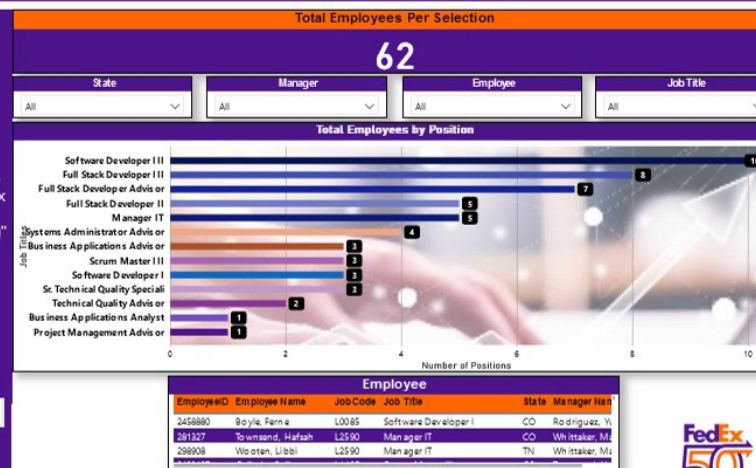 Total Employees Per Selection
62
State Manager Employee Job Title
All All All All
Total Employees by Position
Software Developer III
Full Stack Developer III 8
Full Stack Developer Advisor 7
Full Stack Developer II 5
Manager IT 5
Systems Administrator Advisor 4
Business Applications Advisor 3
Scrum Master III 3
Software Developer I 3
Sr. Technical Quality Speciali 3
Technical Quality Advisor 2
Business Applications Analyst 1
Project Management Advisor 1
Job Titles
0 2 4 6 8 10
Number of Positions
Employee
EmployeeID Employee Name Job Code Job Title State Manager Nan
2458880 Boyle, Ferne L0085 Software Developer I CO Rodriguez,
281327 Townsend, Hafsah L2590 Manager IT CO Whittaker, Ma
298908 Wooten, Libbi L2590 Manager IT TN Whittaker, Ma
FedEx
50